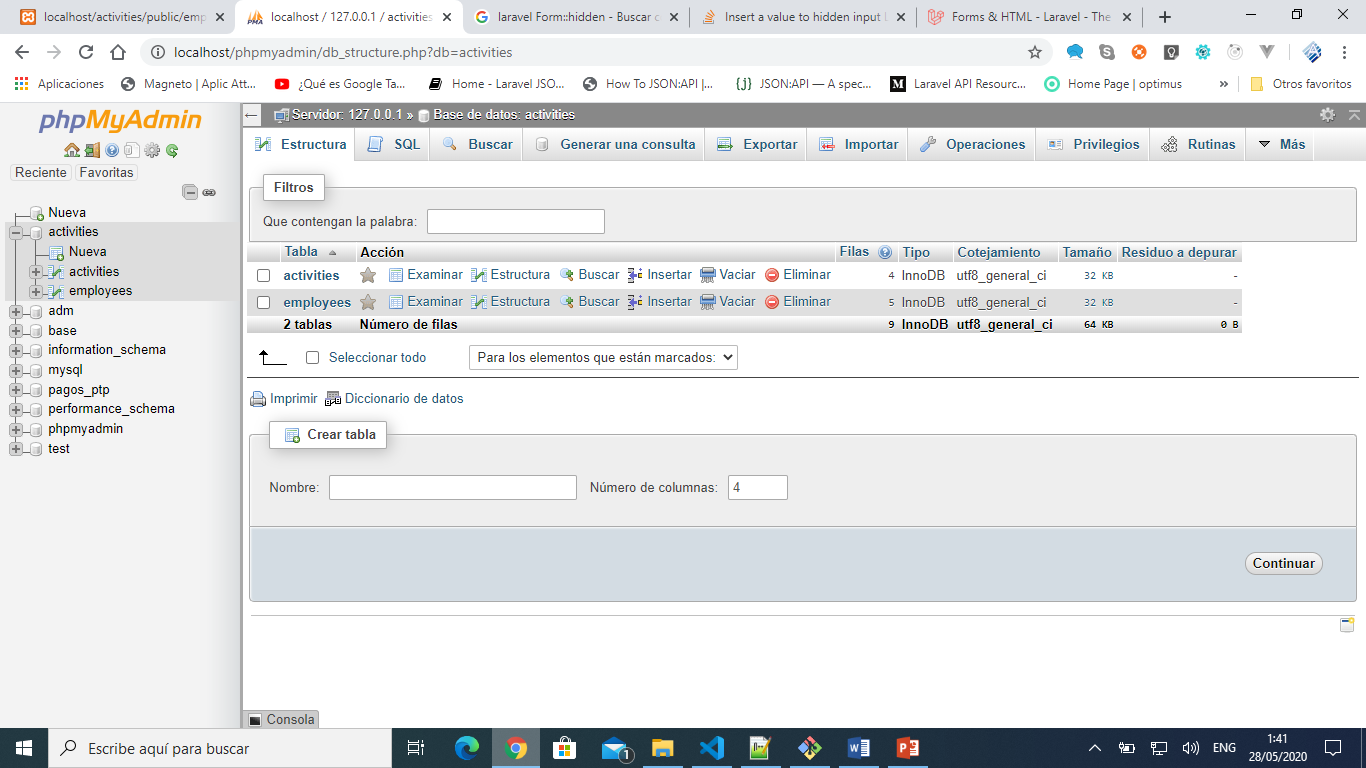 localhost/activities/public/emp
localhost / 127.0.0.1 / activities
laravel Form::hidden - Buscar c
Insert a value to hidden input L
Forms & HTML - Laravel - The
localhost/phpmyadmin/db_structure.php?db=activities
Aplicaciones
Magneto | Aplic Att...
¿Qué es Google Ta...
Home - Laravel JSO...
How To JSON:API |...
JSON:API — A spec...
Laravel API Resourc...
Home Page | optimus
»
Otros favoritos
phpMyAdmin
Reciente Favoritas
Nueva
activities
Nueva
activities
employees
adm
base
information_schema
mysql
pagos_ptp
performance_schema
phpmyadmin
test
Servidor: 127.0.0.1 » Base de datos: activities
Estructura SQL Buscar Generar una consulta Exportar Importar Operaciones Privilegios Rutinas Más
Filtros
Que contengan la palabra:
Tabla Acción Filas Tipo Cotejamiento Tamaño Residuo a depurar
activities Examinar Estructura Buscar Insertar Vaciar Eliminar 4 InnoDB utf8_general_ci 32 KB -
employees Examinar Estructura Buscar Insertar Vaciar Eliminar 5 InnoDB utf8_general_ci 32 KB -
2 tablas Número de filas 9 InnoDB utf8_general_ci 64 KB 0 B
Seleccionar todo Para los elementos que están marcados:
Imprimir Diccionario de datos
Crear tabla
Nombre: Número de columnas: 4
Continuar
Consola
Escribe aquí para buscar
1
ENG
1:41
28/05/2020